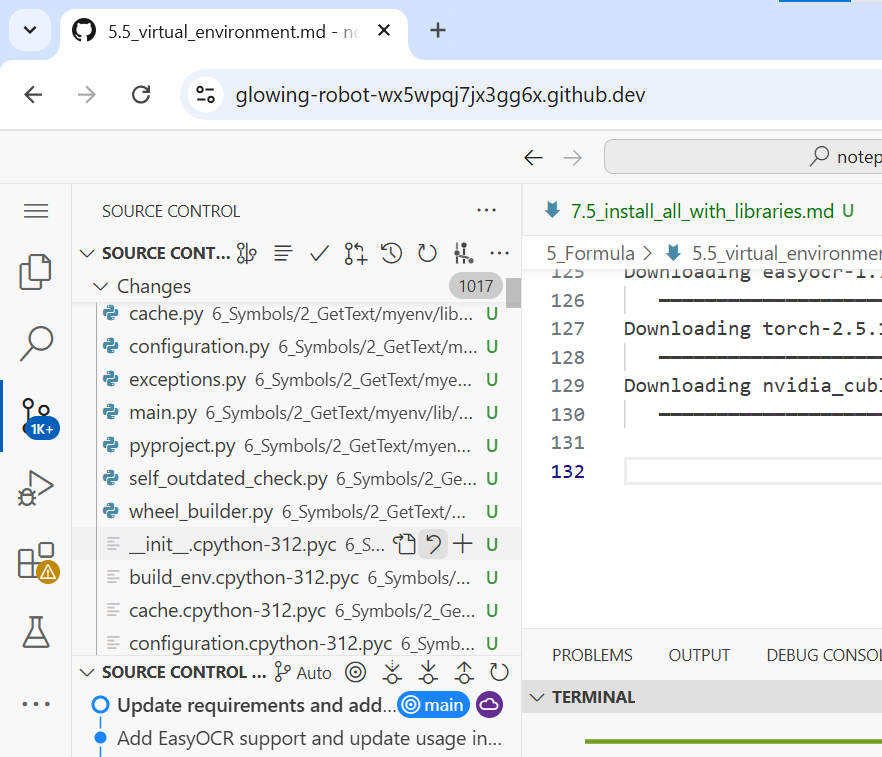 5.5_virtual_environment.md - no
glowing-robot-wx5wpqj7jx3gg6x.github.dev
notep
SOURCE CONTROL
SOURCE CONT...
Changes 1017
cache.py 6_Symbols/2_GetText/myenv/lib... U
configuration.py 6_Symbols/2_GetText/m... U
exceptions.py 6_Symbols/2_GetText/mye... U
main.py 6_Symbols/2_GetText/myenv/lib/... U
pyproject.py 6_Symbols/2_GetText/myen... U
self_outdated_check.py 6_Symbols/2_Ge... U
wheel_builder.py 6_Symbols/2_GetText/... U
__init__.cpython-312.pyc 6_S... U
build_env.cpython-312.pyc 6_Symbols/... U
cache.cpython-312.pyc 6_Symbols/2_Ge... U
configuration.cpython-312.pyc 6_Symb... U
1K+
SOURCE CONTROL ... Auto
Update requirements and add... main
Add EasyOCR support and update usage in...
7.5_install_all_with_libraries.md U
5_Formula > 5.5_virtual_environmen
125 Downloading easyocr-1.
126
127 Downloading torch-2.5.1
128
129 Downloading nvidia_cubl
130
131
132
PROBLEMS OUTPUT DEBUG CONSOL
TERMINAL